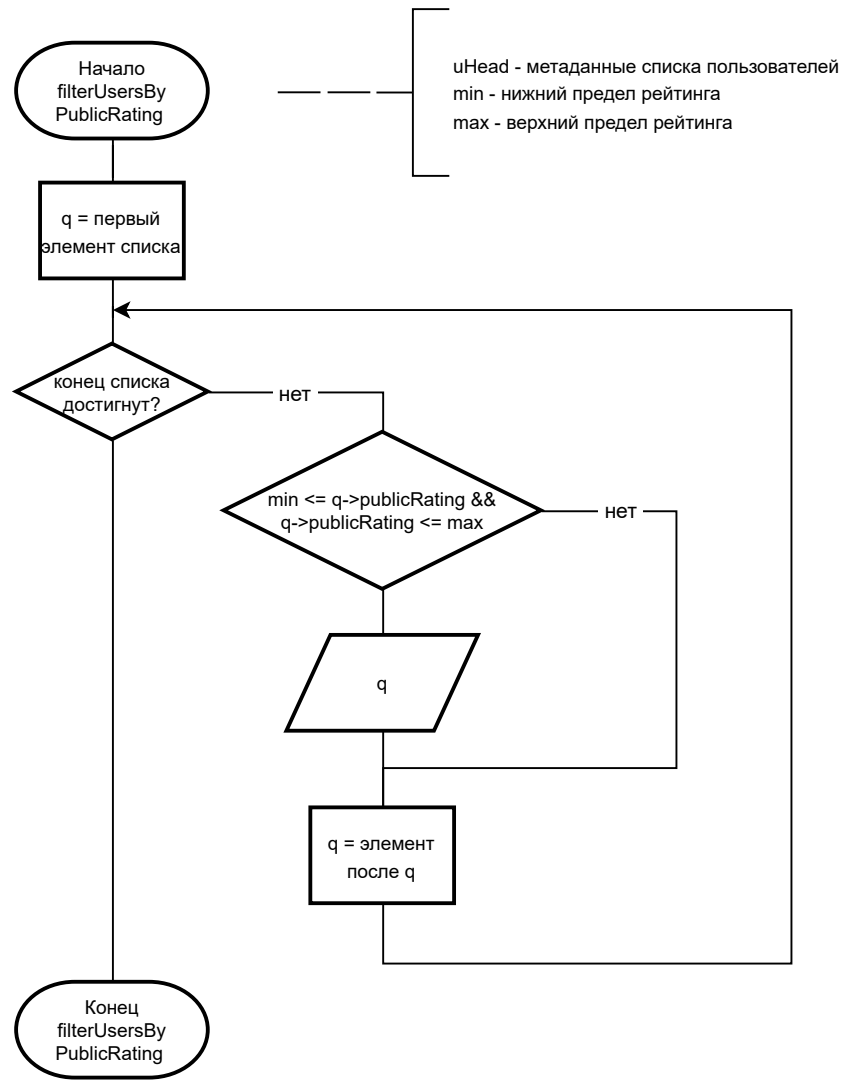 Начало
filterUsersBy
PublicRating
uHead - метаданные списка пользователей
min - нижний предел рейтинга
max - верхний предел рейтинга
q = первый
элемент списка
конец списка
достигнут?
нет
min <= q->publicRating &&
q->publicRating <= max
нет
q
q = элемент
после q
Конец
filterUsersBy
PublicRating